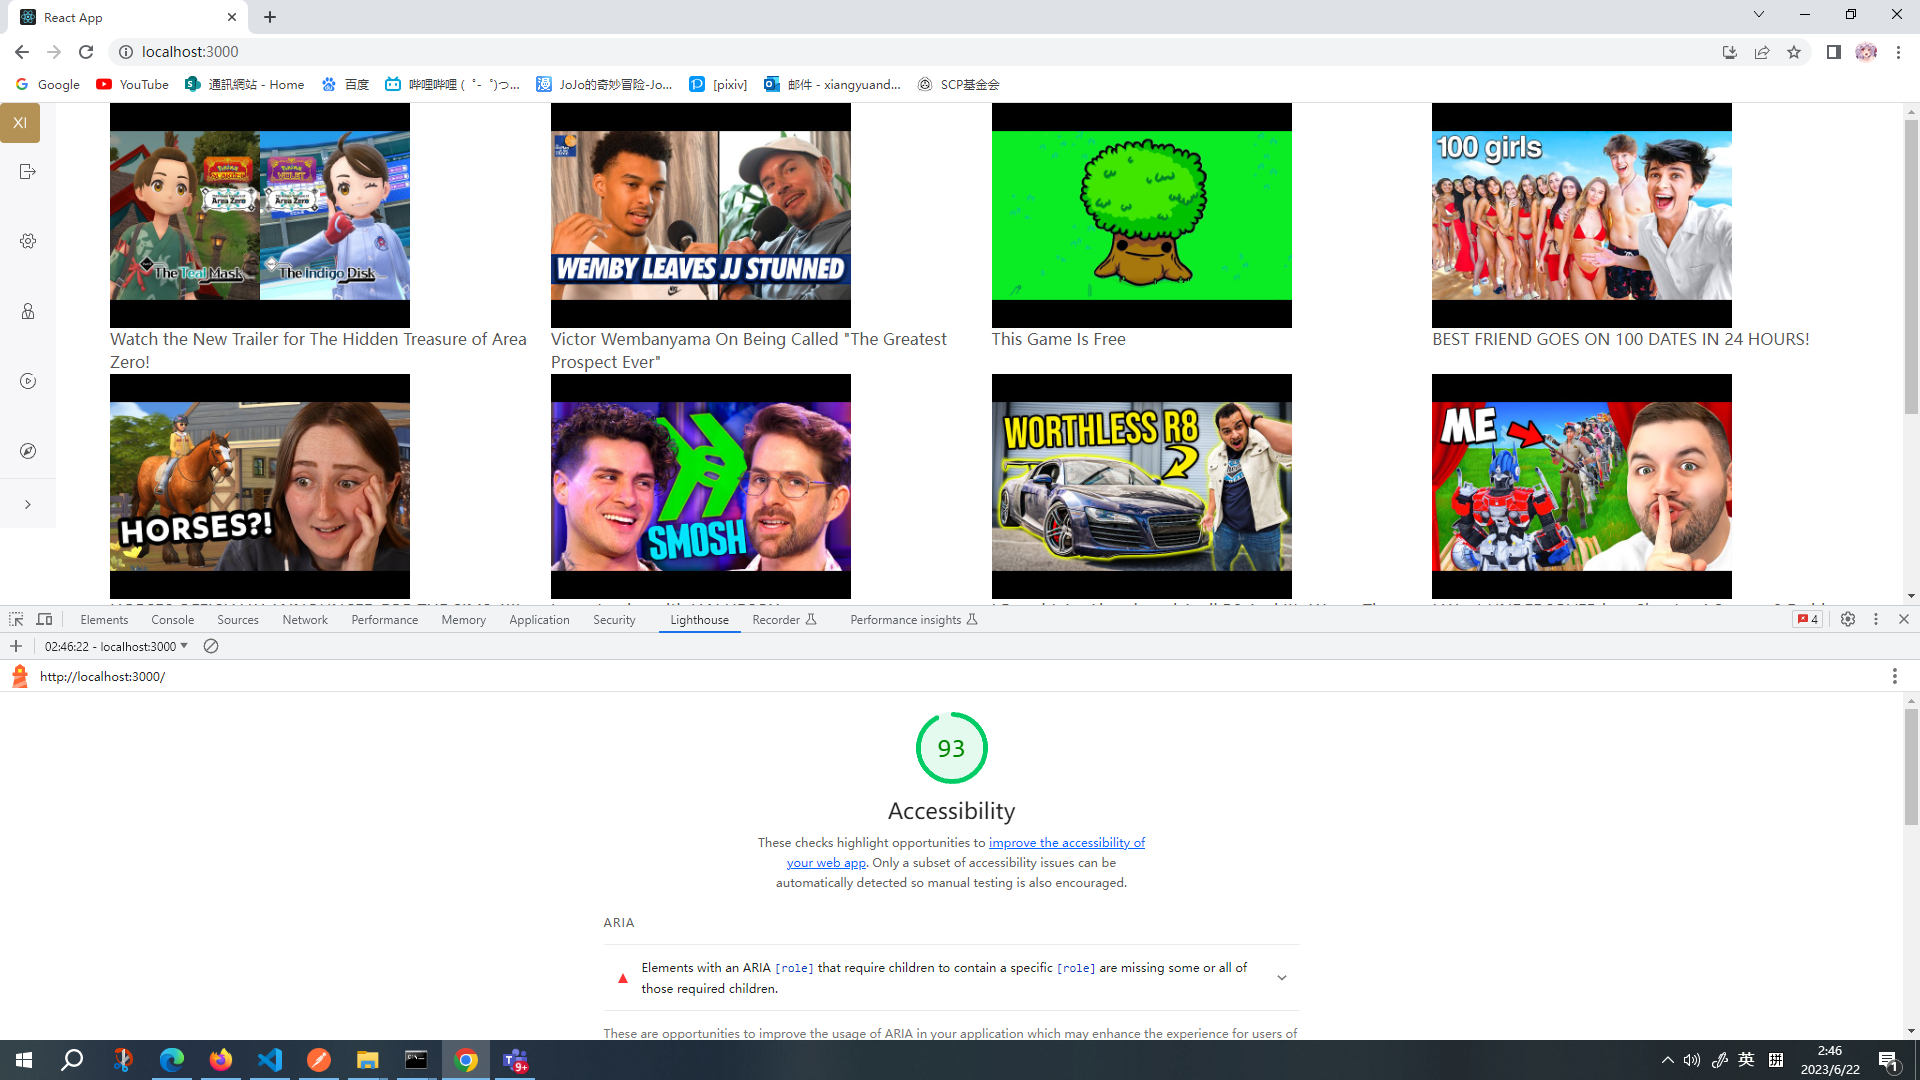 React App
localhost:3000
Google
YouTube
通訊網站 - Home
百度
哔哩哔哩 ( ゜- ゜)つ...
JoJo的奇妙冒险-Jo...
[pixiv]
邮件 - xiangyuand...
SCP基金会
XI
The Teal Mask
The Indigo Disk
Area Zero
Area Zero
WEMBY LEAVES JJ STUNNED
100 girls
Watch the New Trailer for The Hidden Treasure of Area
Zero!
Victor Wembanyama On Being Called "The Greatest
Prospect Ever"
This Game Is Free
BEST FRIEND GOES ON 100 DATES IN 24 HOURS!
HORSES?!
SMOSH
WORTHLESS R8
ME
Elements
Console
Sources
Network
Performance
Memory
Application
Security
Lighthouse
Recorder
Performance insights
4
02:46:22 - localhost:3000
http://localhost:3000/
93
Accessibility
These checks highlight opportunities to improve the accessibility of
your web app. Only a subset of accessibility issues can be
automatically detected so manual testing is also encouraged.
ARIA
Elements with an ARIA [role] that require children to contain a specific [role] are missing some or all of
those required children.
These are opportunities to improve the usage of ARIA in your application which may enhance the experience for users of
9+
英
拼
2:46
2023/6/22
1